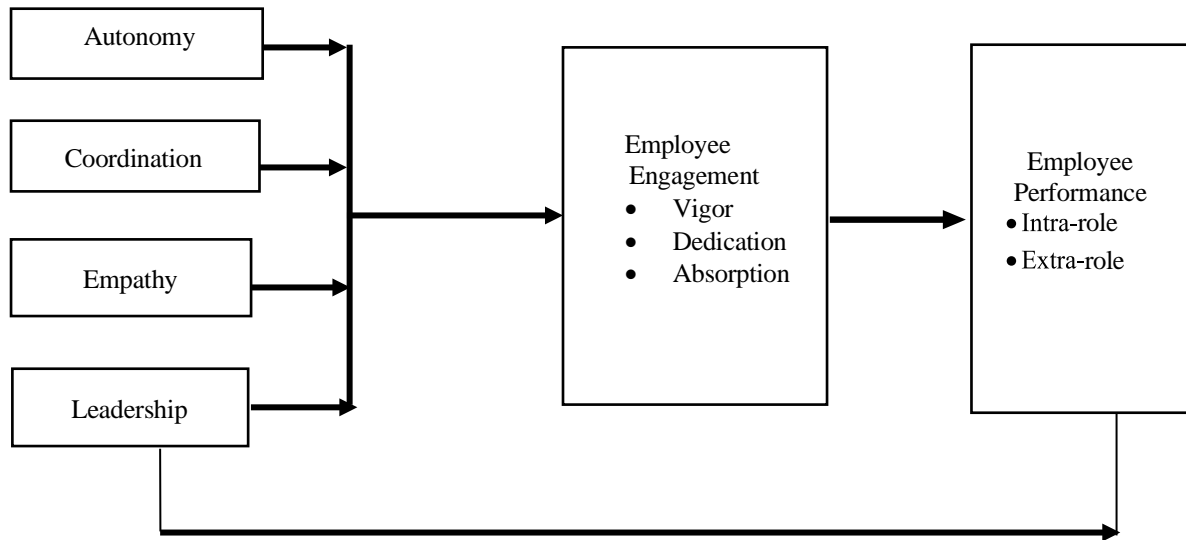 Autonomy
Coordination
Empathy
Leadership
Employee
Engagement
• Vigor
• Dedication
• Absorption
Employee
Performance
• Intra-role
• Extra-role